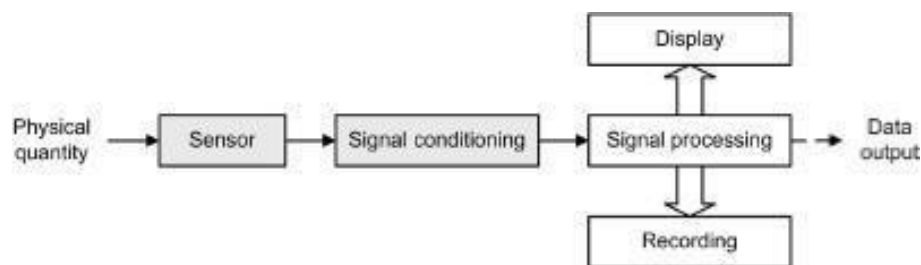 Display
Physical
quantity
Sensor
Signal conditioning
Signal processing
Data
output
Recording